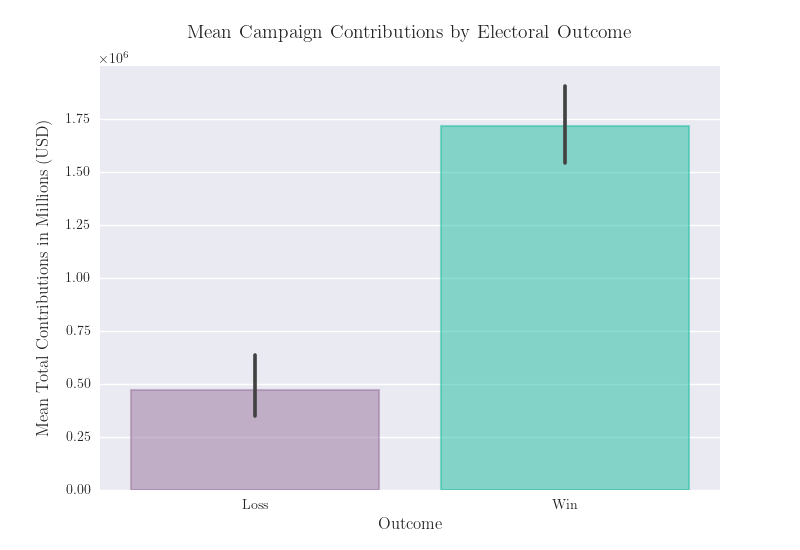 Mean Campaign Contributions by Electoral Outcome
×10⁶
Mean Total Contributions in Millions (USD)
1.75
1.50
1.25
1.00
0.75
0.50
0.25
0.00
Loss Win
Outcome